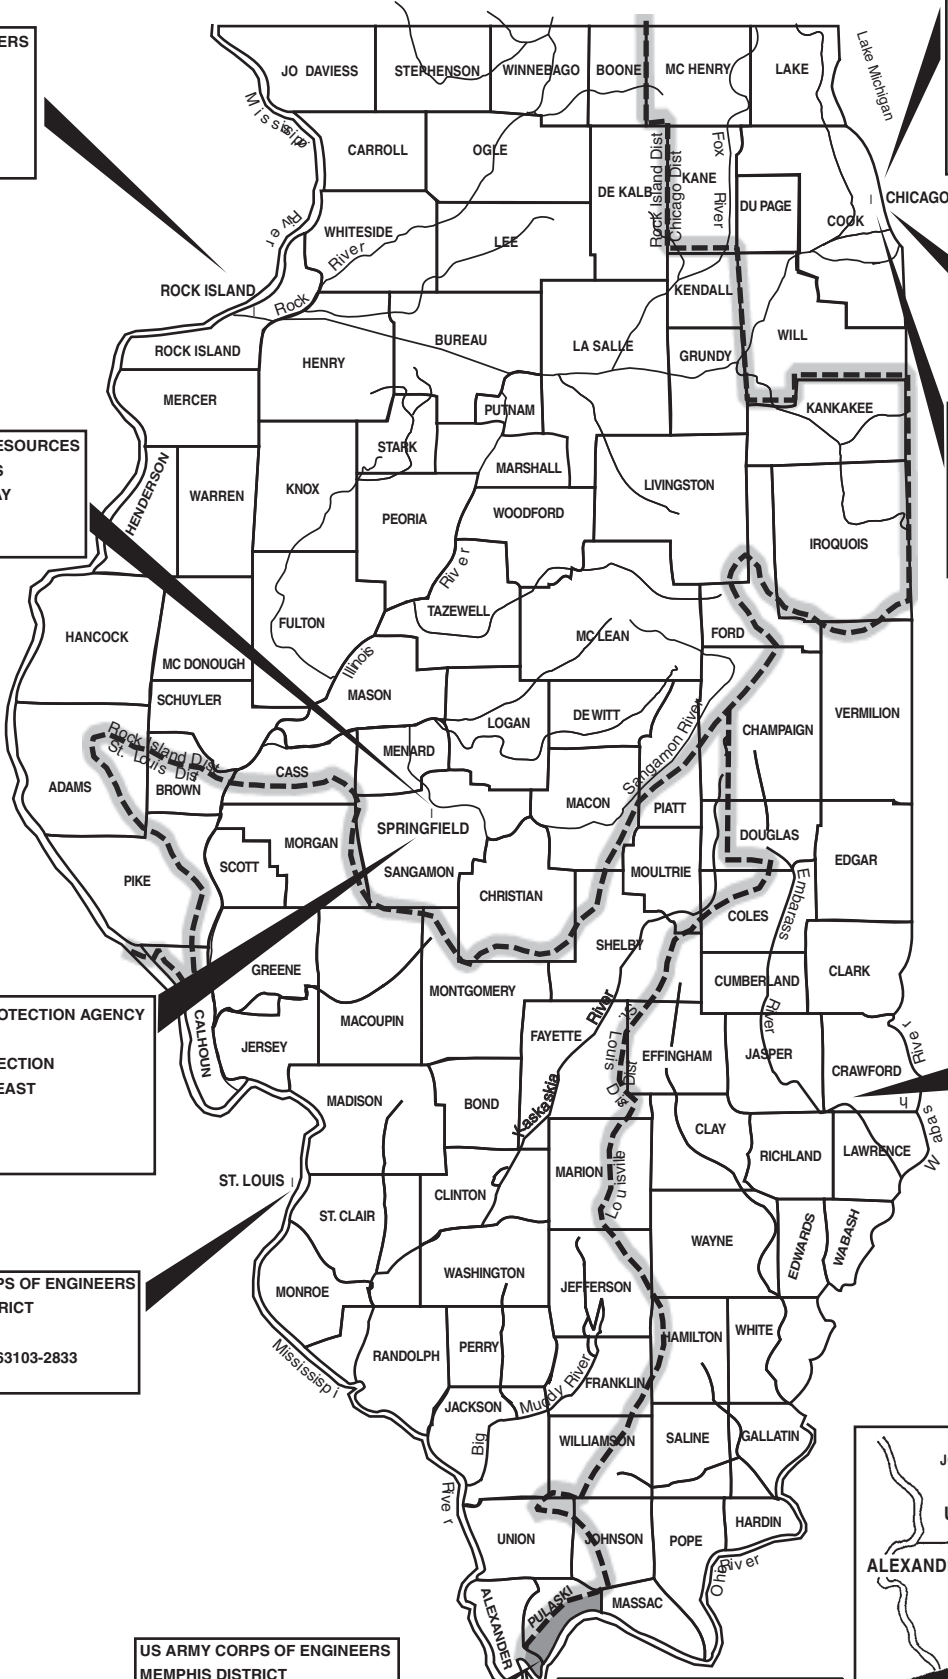 ERS
JO DAVIESS
STEPHENSON
WINNEBAGO
BOONE
MC HENRY
LAKE
Lake Michigan
Mississippi
CARROLL
OGLE
DE KALB
Rock Island Dist
Chicago Dist
KANE
Fox
River
DU PAGE
COOK
CHICAGO
River
WHITESIDE
River
LEE
ROCK ISLAND
Rock
KENDALL
WILL
ROCK ISLAND
HENRY
BUREAU
LA SALLE
GRUNDY
MERCER
PUTNAM
KANKAKEE
ESOURCES
S
AY
STARK
HENDERSON
WARREN
KNOX
MARSHALL
LIVINGSTON
PEORIA
WOODFORD
IROQUOIS
River
HANCOCK
FULTON
TAZEWELL
MC LEAN
FORD
MC DONOUGH
Illinois
SCHUYLER
MASON
LOGAN
DE WITT
CHAMPAIGN
VERMILION
Rock Island Dist
St. Louis Dist
MENARD
Sangamon River
ADAMS
BROWN
CASS
MACON
PIATT
SPRINGFIELD
DOUGLAS
MORGAN
EDGAR
PIKE
SCOTT
SANGAMON
MOULTRIE
CHRISTIAN
COLES
Embarass
SHELBY
GREENE
MONTGOMERY
CUMBERLAND
CLARK
OTECTION AGENCY
ECTION
EAST
CALHOUN
MACOUPIN
River
FAYETTE
St. Louis Dist
River
River
JERSEY
EFFINGHAM
JASPER
CRAWFORD
MADISON
BOND
Kaskaskia
Wabash
CLAY
RICHLAND
LAWRENCE
ST. LOUIS
CLINTON
MARION
Louisville
ST. CLAIR
WAYNE
EDWARDS
WABASH
PS OF ENGINEERS
RICT
63103-2833
MONROE
WASHINGTON
JEFFERSON
HAMILTON
WHITE
Mississippi
RANDOLPH
PERRY
FRANKLIN
JACKSON
Big
Muddy River
WILLIAMSON
SALINE
GALLATIN
River
J
UNION
JOHNSON
POPE
HARDIN
U
Ohio
River
ALEXAND
ALEXANDER
PULASKI
MASSAC
US ARMY CORPS OF ENGINEERS
MEMPHIS DISTRICT